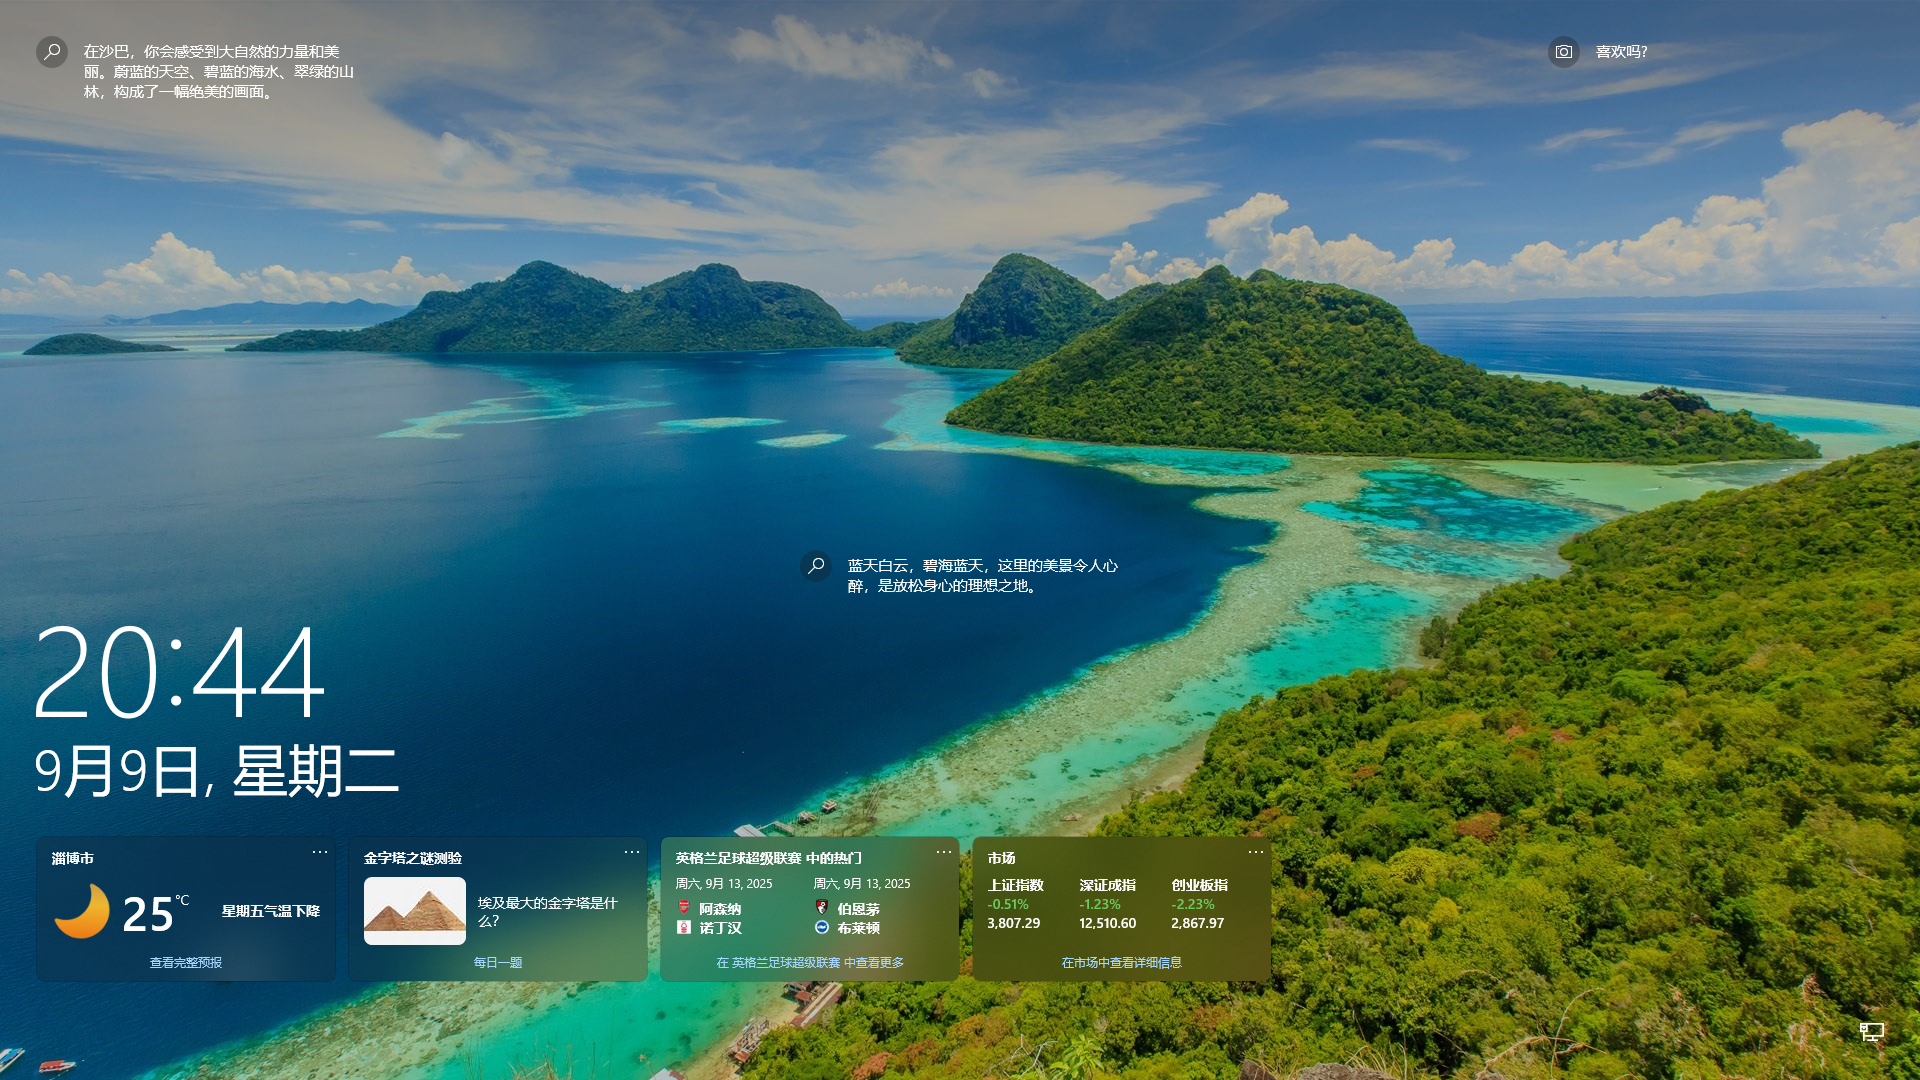 在沙巴，你会感受到大自然的力量和美
丽。蔚蓝的天空、碧蓝的海水、翠绿的山
林，构成了一幅绝美的画面。
喜欢吗?
蓝天白云，碧海蓝天，这里的美景令人心
醉，是放松身心的理想之地。
20:44
9月9日, 星期二
淄博市
25°C
星期五气温下降
查看完整预报
金字塔之谜测验
埃及最大的金字塔是什
么?
每日一题
英格兰足球超级联赛 中的热门
周六, 9月 13, 2025
阿森纳
诺丁汉
周六, 9月 13, 2025
伯恩茅
布莱顿
在 英格兰足球超级联赛 中查看更多
市场
上证指数 深证成指 创业板指
-0.51% -1.23% -2.23%
3,807.29 12,510.60 2,867.97
在市场中查看详细信息